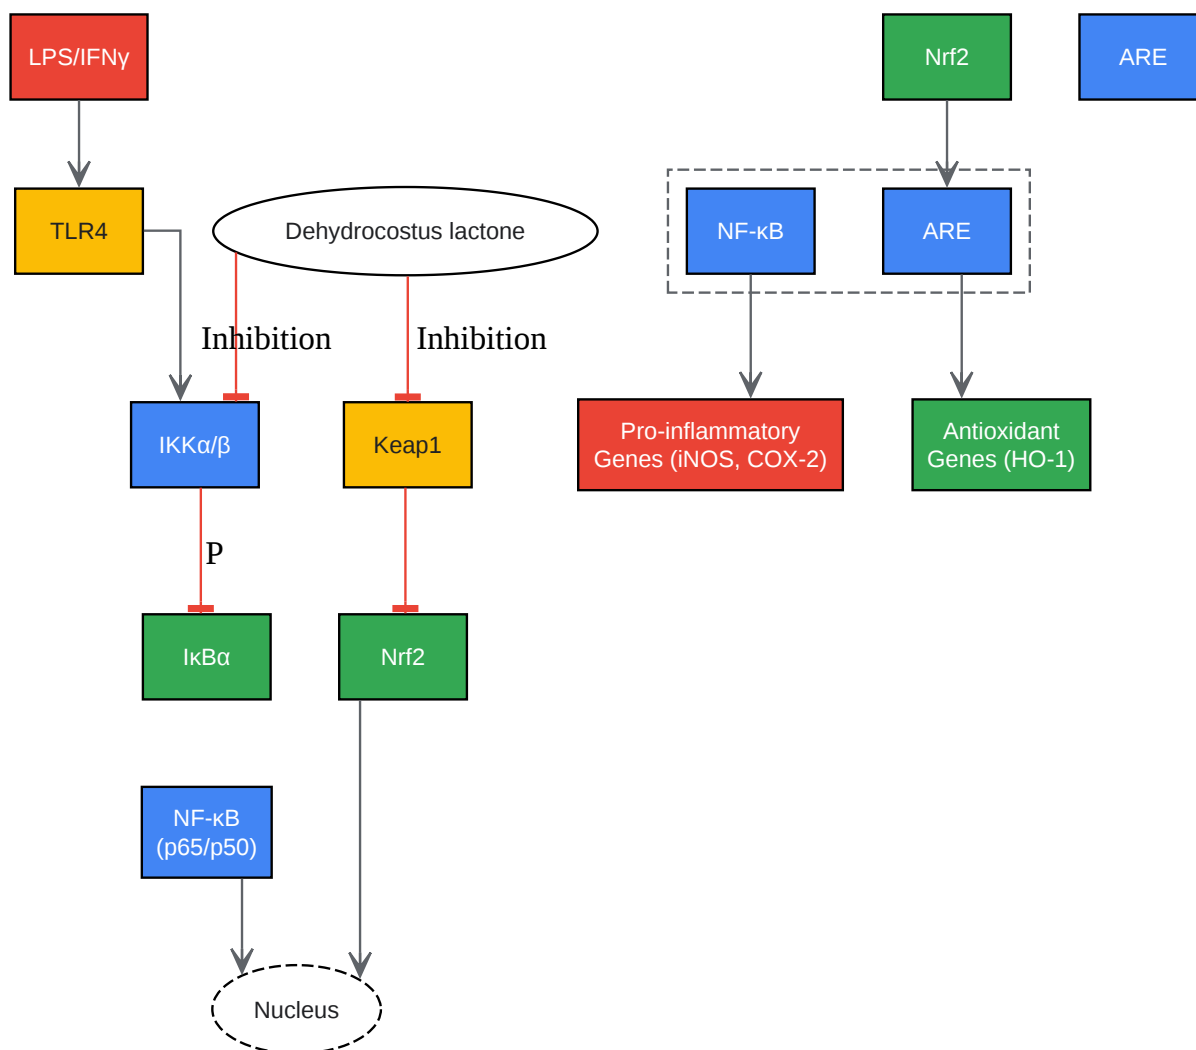 LPS/IFNγ
Nrf2
ARE
TLR4
Dehydrocostus lactone
NF-κB
ARE
Inhibition
Inhibition
IKKα/β
Keap1
Pro-inflammatory
Genes (iNOS, COX-2)
Antioxidant
Genes (HO-1)
P
IκBα
Nrf2
NF-κB
(p65/p50)
Nucleus